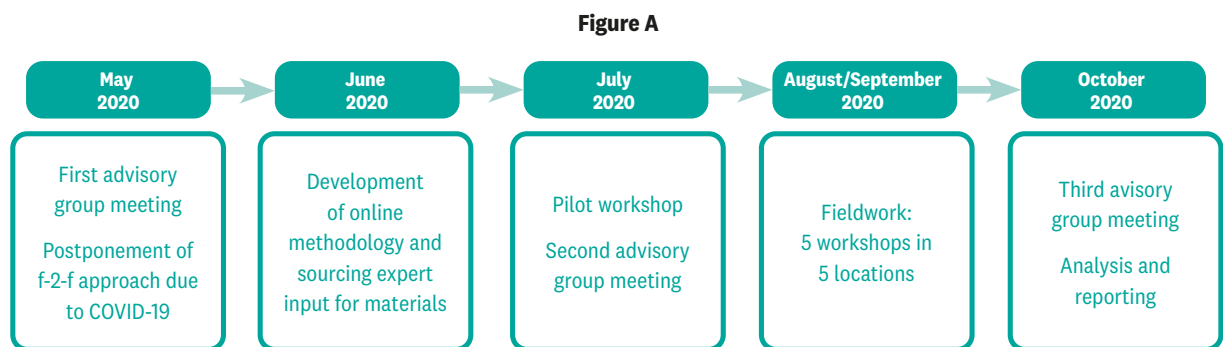 Figure A
May
2020
June
2020
July
2020
August/September
2020
October
2020
First advisory
group meeting
Postponement of
f-2-f approach due
to COVID-19
Development
of online
methodology and
sourcing expert
input for materials
Pilot workshop
Second advisory
group meeting
Fieldwork:
5 workshops in
5 locations
Third avisory
group meeting
Analysis and
reporting